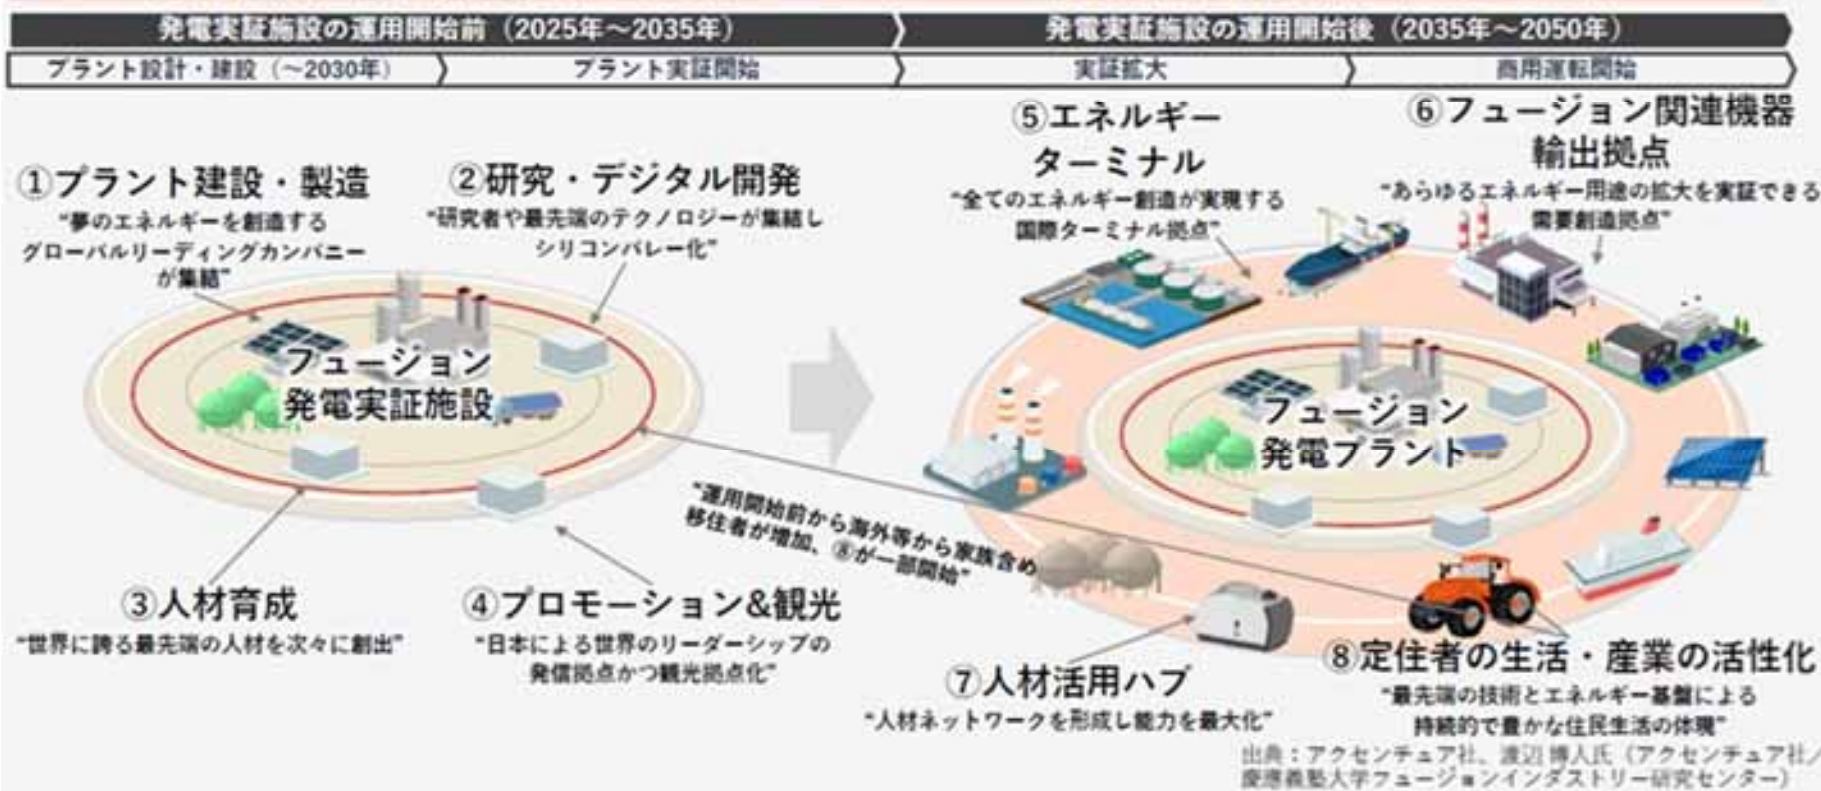 発電実証施設の運用開始前（2025年～2035年）
発電実証施設の運用開始後（2035年～2050年）
プラント設計・建設（～2030年）
プラント実証開始
実証拡大
商用運転開始
①プラント建設・製造
“夢のエネルギーを創造する
グローバルリーディングカンパニー
が集結”
②研究・デジタル開発
“研究者や最先端のテクノロジーが集結し
シリコンバレー化”
フュージョン
発電実証施設
③人材育成
“世界に誇る最先端の人材を次々に創出”
④プロモーション&観光
“日本による世界のリーダーシップの
発信拠点かつ観光拠点化”
“運用開始前から海外等から家族含め
移住者が増加、⑧が一部開始”
⑤エネルギー
ターミナル
“全てのエネルギー創造が実現する
国際ターミナル拠点”
⑥フュージョン関連機器
輸出拠点
“あらゆるエネルギー用途の拡大を実証できる
需要創造拠点”
フュージョン
発電プラント
⑦人材活用ハブ
“人材ネットワークを形成し能力を最大化”
⑧定住者の生活・産業の活性化
“最先端の技術とエネルギー基盤による
持続的で豊かな住民生活の体現”
出典：アクセンチュア社、渡辺 博人氏（アクセンチュア社／
慶應義塾大学フュージョンインダストリー研究センター）